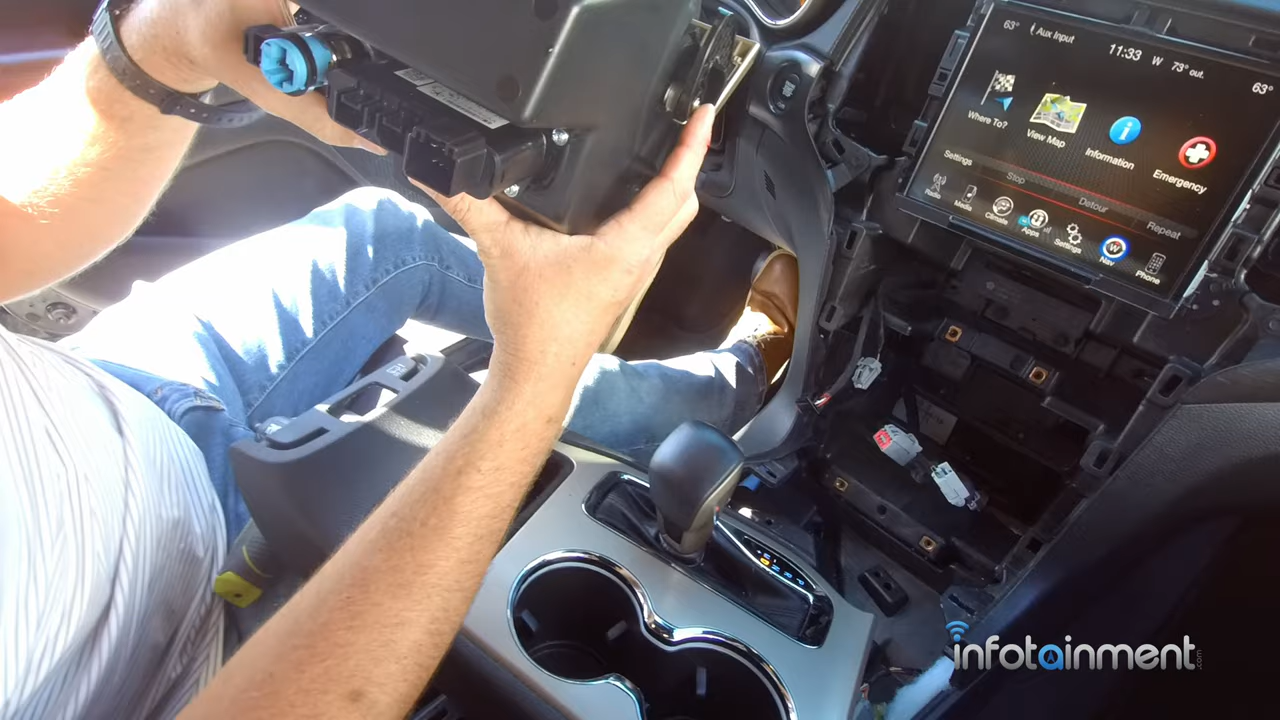 63° Aux Input 11:33 W 73° out. 63°
Where To? View Map Information Emergency
Settings Stop Detour Repeat
Radio Media Climate Apps Settings Nav Phone
W
infotainment.com